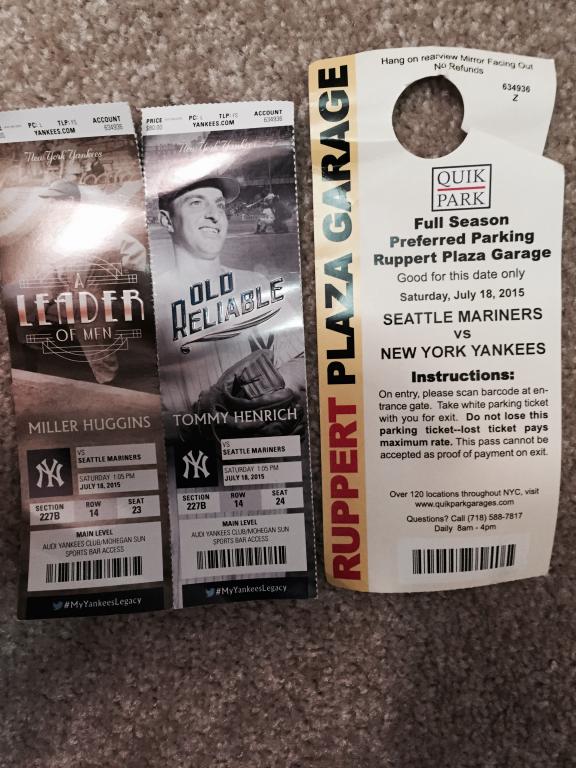 PC: L TLP: YS ACCOUNT
YANKEES.COM 634936
New York Yankees
A
LEADER
OF MEN
MILLER HUGGINS
NY
VS
SEATTLE MARINERS
SATURDAY 1:05 PM
JULY 18, 2015
SECTION ROW SEAT
227B 14 23
MAIN LEVEL
AUDI YANKEES CLUB/MOHEGAN SUN
SPORTS BAR ACCESS
#MyYankeesLegacy
PRICE PC: L TLP: YS ACCOUNT
$80.00 YANKEES.COM 634936
New York Yankees
OLD
RELIABLE
TOMMY HENRICH
NY
VS
SEATTLE MARINERS
SATURDAY 1:05 PM
JULY 18, 2015
SECTION ROW SEAT
227B 14 24
MAIN LEVEL
AUDI YANKEES CLUB/MOHEGAN SUN
SPORTS BAR ACCESS
#MyYankeesLegacy
RUPPERT PLAZA GARAGE
Hang on rearview Mirror Facing Out
No Refunds
634936
Z
QUIK
PARK
Full Season
Preferred Parking
Ruppert Plaza Garage
Good for this date only
Saturday, July 18, 2015
SEATTLE MARINERS
VS
NEW YORK YANKEES
Instructions:
On entry, please scan barcode at en-
trance gate. Take white parking ticket
with you for exit. Do not lose this
parking ticket--lost ticket pays
maximum rate. This pass cannot be
accepted as proof of payment on exit.
Over 120 locations throughout NYC, visit
www.quikparkgarages.com.
Questions? Call (718) 588-7817
Daily 8am - 4pm